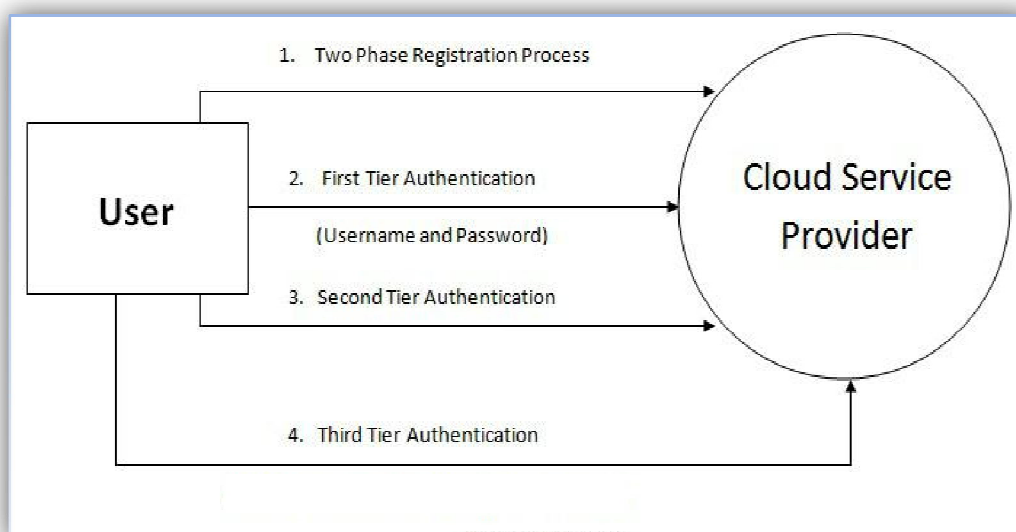 1. Two Phase Registration Process
User
2. First Tier Authentication
(Username and Password)
Cloud Service
Provider
3. Second Tier Authentication
4. Third Tier Authentication